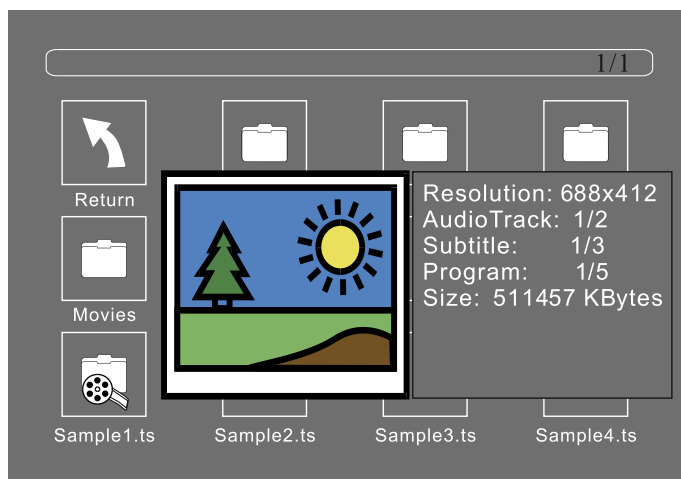 1/1
Return
Resolution: 688x412
AudioTrack: 1/2
Subtitle: 1/3
Program: 1/5
Size: 511457 KBytes
Movies
Sample1.ts
Sample2.ts
Sample3.ts
Sample4.ts